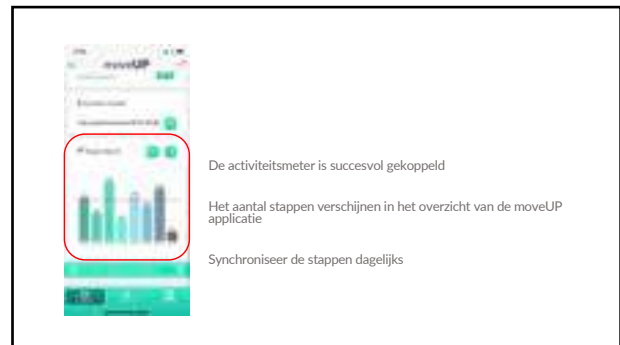 moveUP
De activiteitsmeter is succesvol gekoppeld
Het aantal stappen verschijnen in het overzicht van de moveUP
applicatie
Synchroniseer de stappen dagelijks